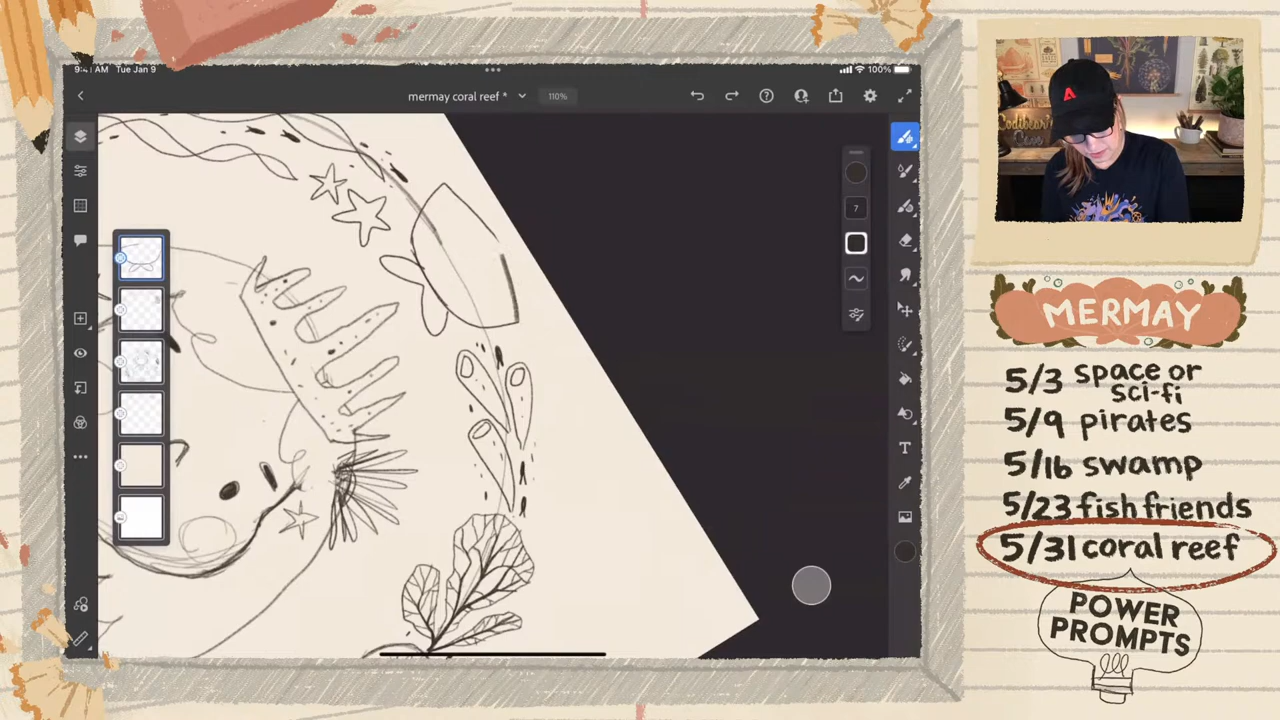 9:41 AM Tue Jan 9
100%
mermay coral reef *
110%
7
T
A
MERMAY
5/3 space or
sci-fi
5/9 pirates
5/16 swamp
5/23 fish friends
5/31 coral reef
POWER
PROMPTS